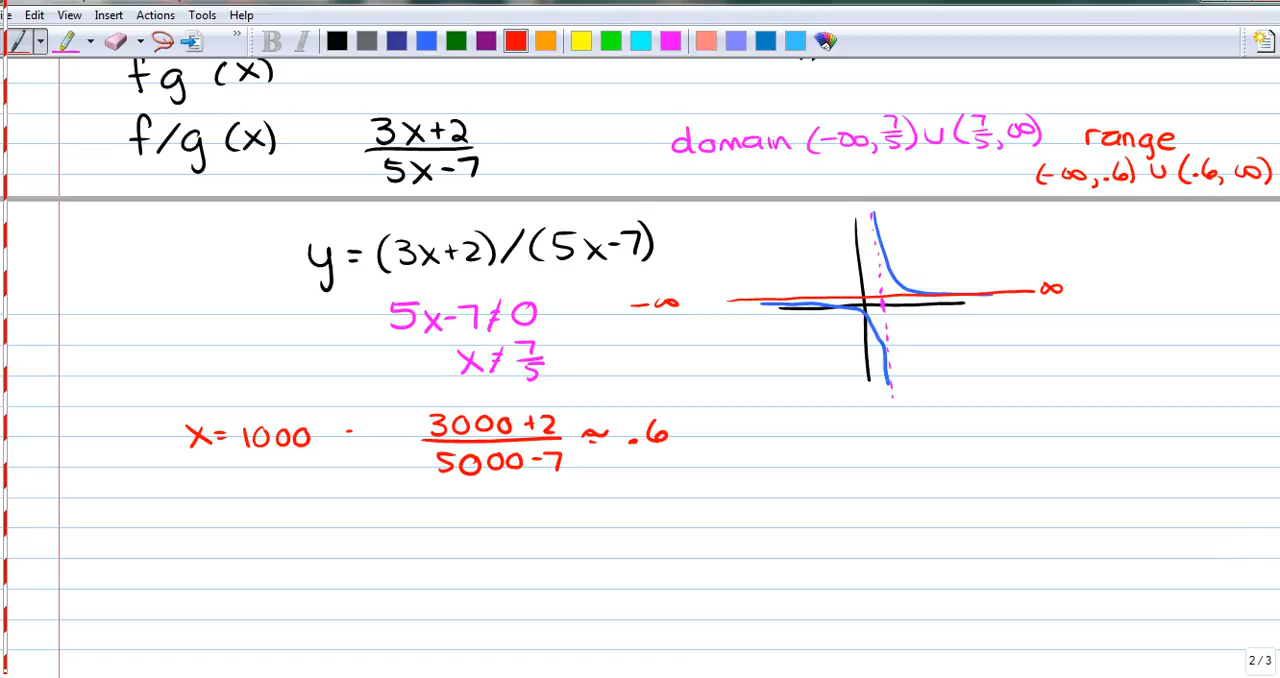 Edit View Insert Actions Tools Help
fg (x)
f/g (x) 3x+2 / 5x-7 domain (-∞, 7/5) ∪ (7/5, ∞) range
(-∞, .6) ∪ (.6, ∞)
y = (3x+2)/(5x-7)
5x-7≠0 -∞ ∞
x ≠ 7/5
x = 1000 - 3000+2 / 5000-7 ≈ .6
2 / 3